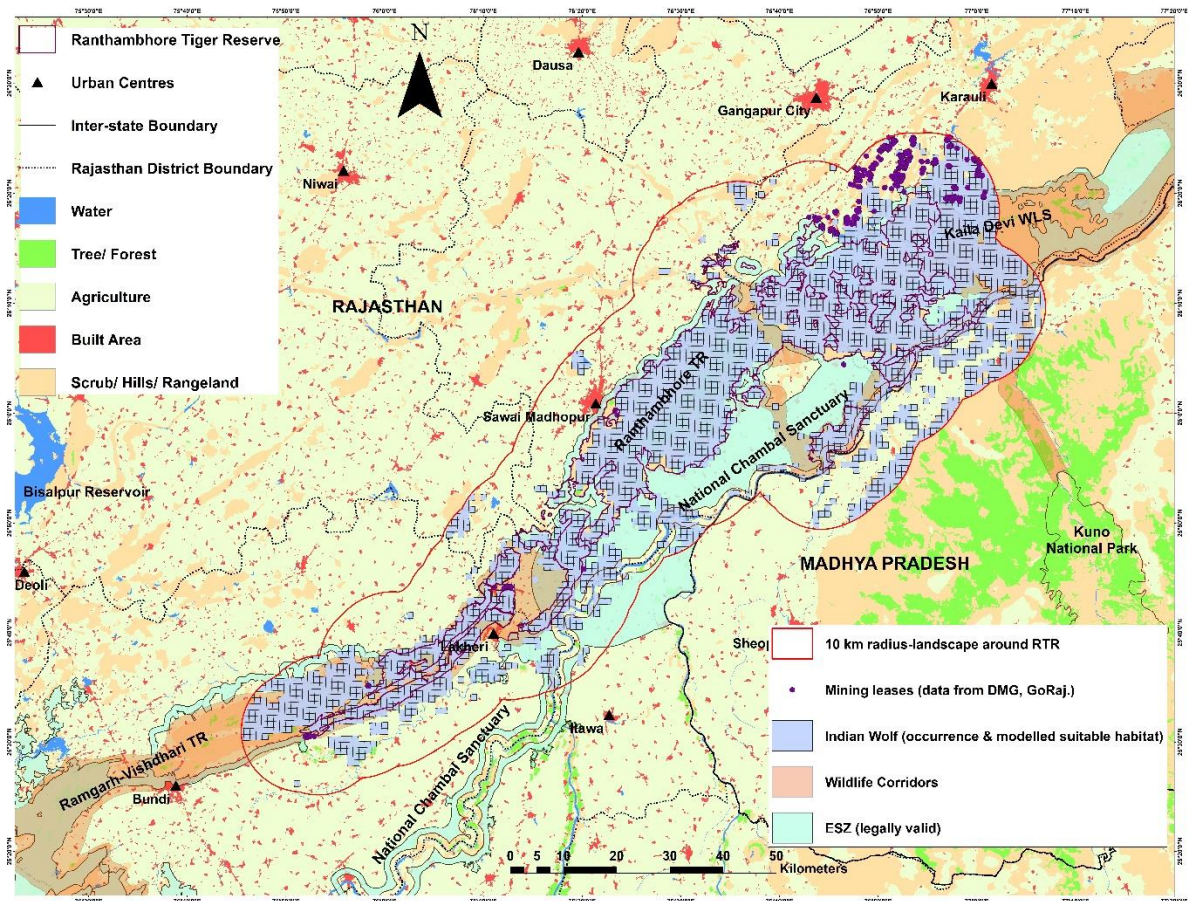 Ranthambhore Tiger Reserve
Urban Centres
Inter-state Boundary
Rajasthan District Boundary
Water
Tree/ Forest
Agriculture
Built Area
Scrub/ Hills/ Rangeland
N
Dausa
Gangapur City
Karauli
Niwai
RAJASTHAN
Kaila Devi WLS
Sawai Madhopur
Ranthambhore TR
National Chambal Sanctuary
Bisalpur Reservoir
Deoli
Kuno
National Park
MADHYA PRADESH
Lakheri
Itawa
Ramgarh-Vishdhari TR
Bundi
National Chambal Sanctuary
10 km radius-landscape around RTR
Mining leases (data from DMG, GoRaj.)
Indian Wolf (occurrence & modelled suitable habitat)
Wildlife Corridors
ESZ (legally valid)
0 5 10 20 30 40 50
Kilometers